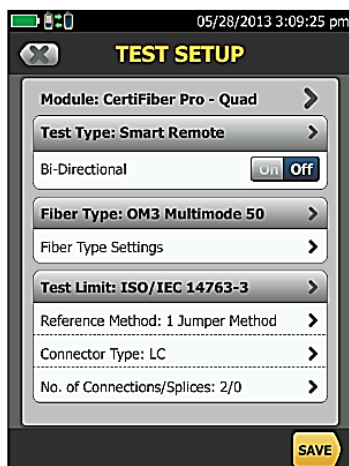 05/28/2013 3:09:25 pm
TEST SETUP
Module: CertiFiber Pro - Quad
Test Type: Smart Remote
Bi-Directional On Off
Fiber Type: OM3 Multimode 50
Fiber Type Settings
Test Limit: ISO/IEC 14763-3
Reference Method: 1 Jumper Method
Connector Type: LC
No. of Connections/Splices: 2/0
SAVE